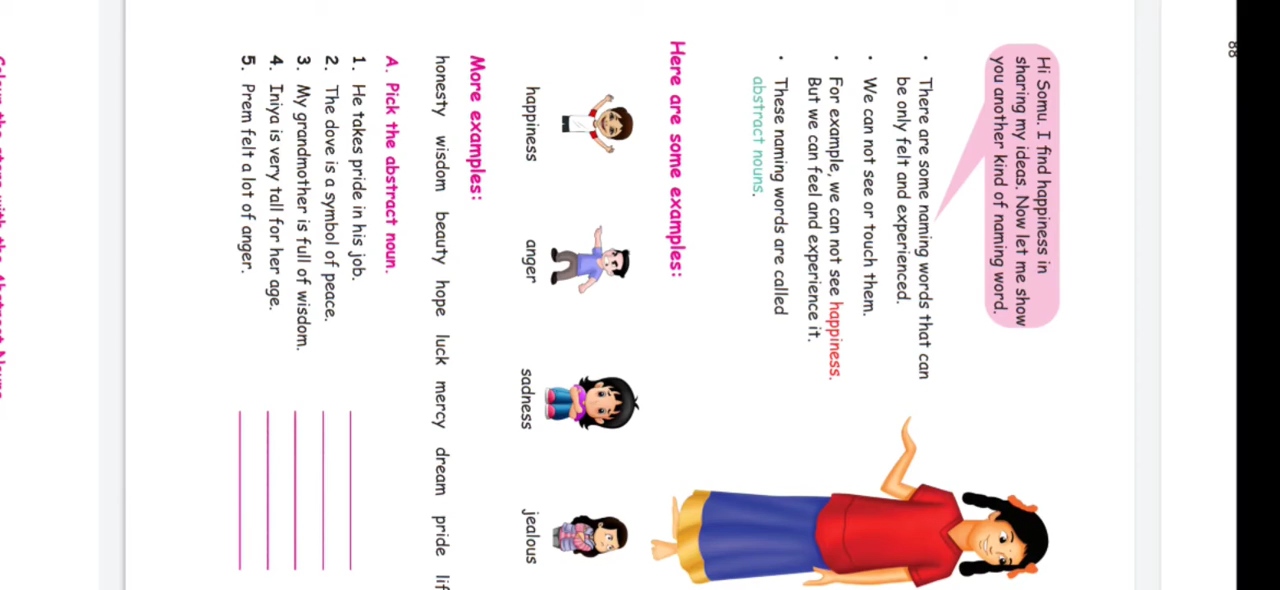 88
Hi Somu. I find happiness in
sharing my ideas. Now let me show
you another kind of naming word.
• There are some naming words that can
be only felt and experienced.
• We can not see or touch them.
• For example, we can not see happiness.
But we can feel and experience it.
• These naming words are called
abstract nouns.
Here are some examples:
happiness anger sadness jealous
More examples:
honesty wisdom beauty hope luck mercy dream pride
A. Pick the abstract noun.
1. He takes pride in his job.
2. The dove is a symbol of peace.
3. My grandmother is full of wisdom.
4. Iniya is very tall for her age.
5. Prem felt a lot of anger.